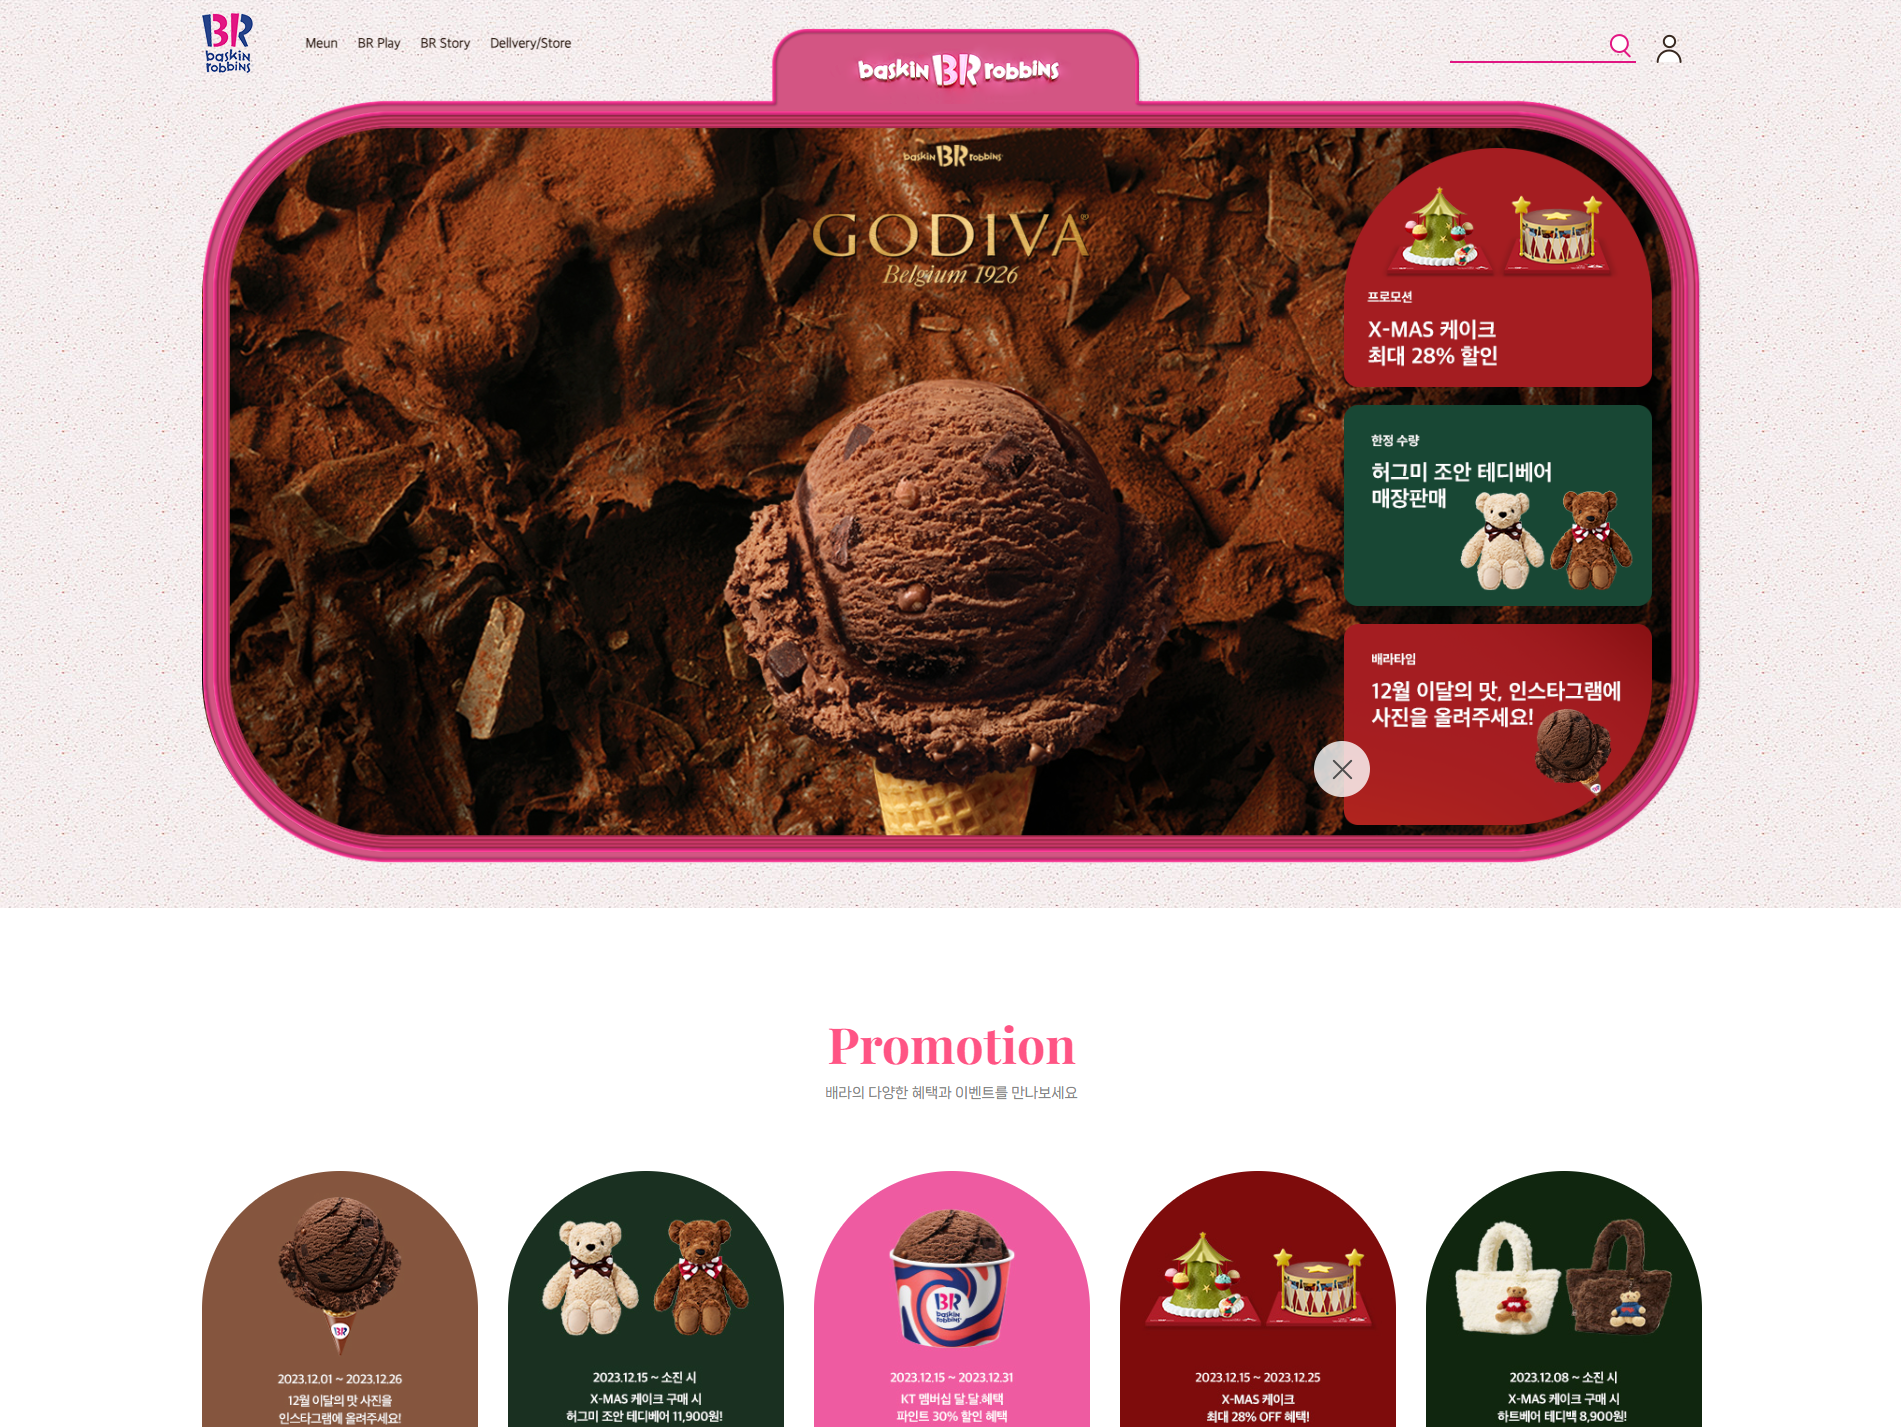 BR
baskin
robbins
Meun BR Play BR Story Delivery/Store
baskin BR robbins
baskin BR robbins
GODIVA
Belgium 1926
프로모션
X-MAS 케이크
최대 28% 할인
한정 수량
허그미 조안 테디베어
매장판매
배라타임
12월 이달의 맛, 인스타그램에
사진을 올려주세요!
Promotion
배라의 다양한 혜택과 이벤트를 만나보세요
BR
2023.12.01 ~ 2023.12.26
12월 이달의 맛 사진을
인스타그램에 올려주세요!
2023.12.15 ~ 소진 시
X-MAS 케이크 구매 시
허그미 조안 테디베어 11,900원!
BR
baskin
robbins
2023.12.15 ~ 2023.12.31
KT 멤버십 달.달.혜택
파인트 30% 할인 혜택
2023.12.15 ~ 2023.12.25
X-MAS 케이크
최대 28% OFF 혜택!
2023.12.08 ~ 소진 시
X-MAS 케이크 구매 시
하트베어 테디백 8,900원!